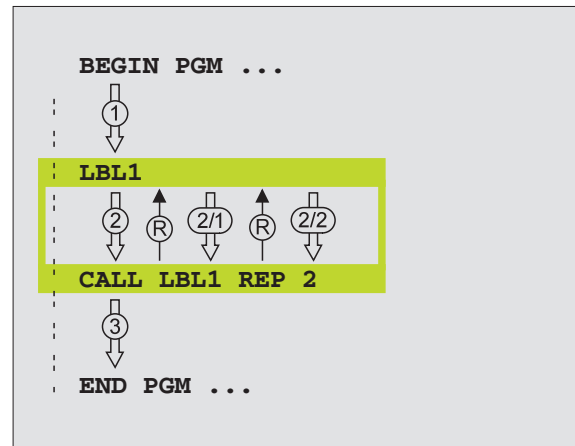 BEGIN PGM ...
1
LBL1
2 R 2/1 R 2/2
CALL LBL1 REP 2
3
END PGM ...